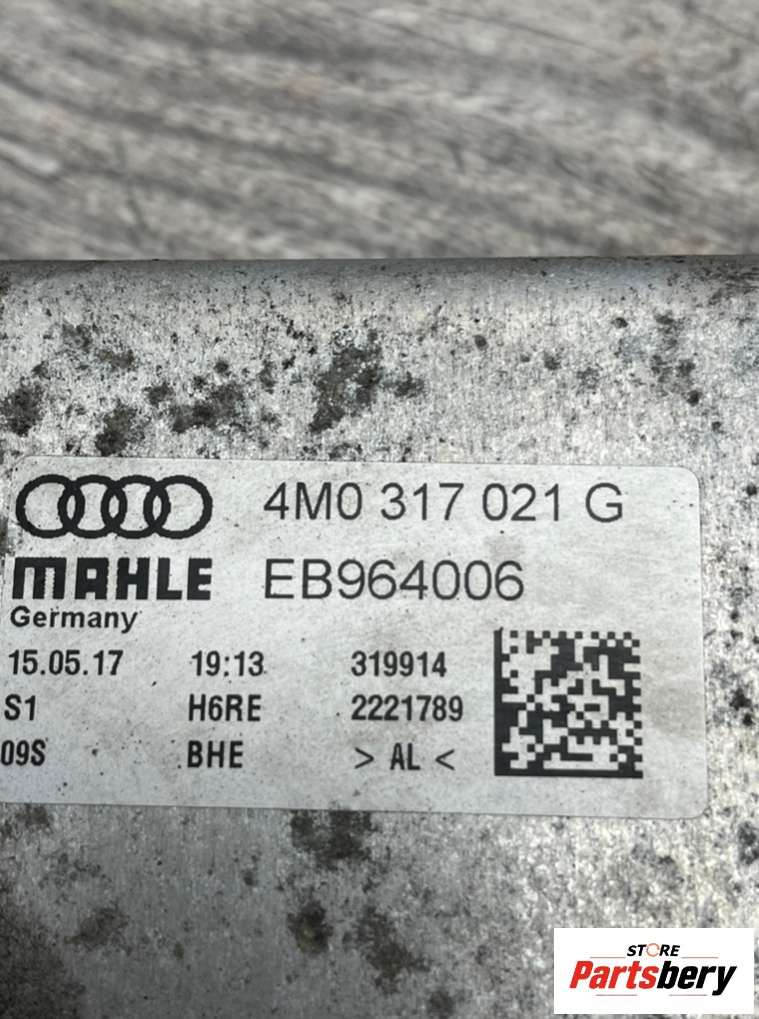 4M0 317 021 G
MAHLE EB964006
Germany
15.05.17 19:13 319914
S1 H6RE 2221789
09S BHE > AL <
STORE
Partsbery